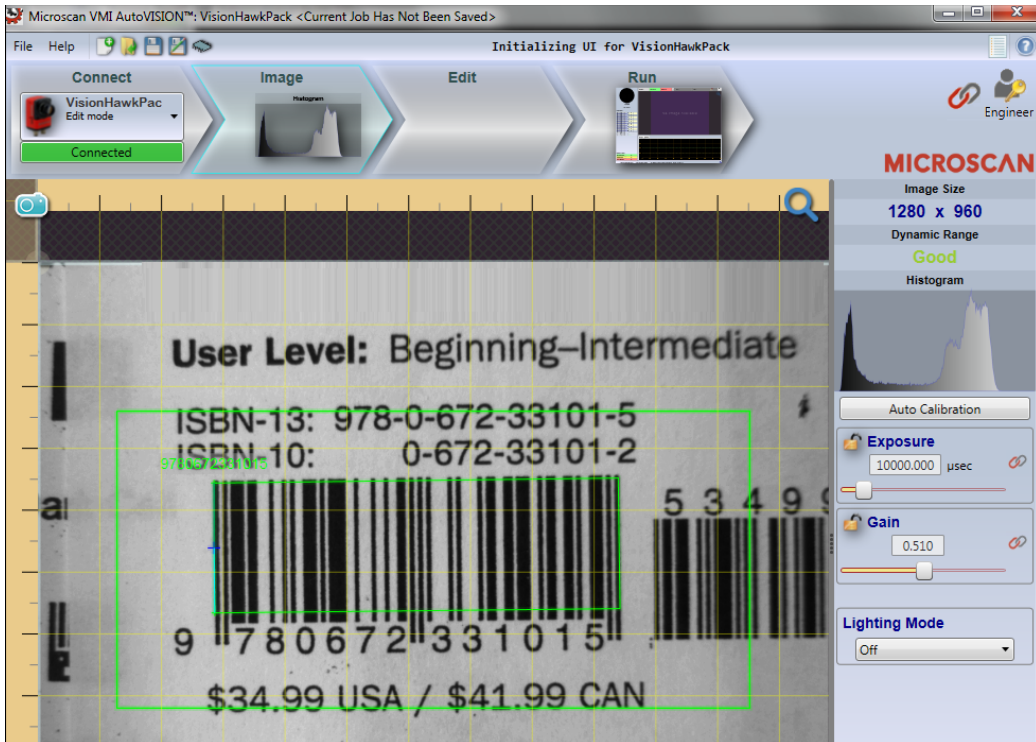 Microscan VMI AutoVISION™: VisionHawkPack <Current Job Has Not Been Saved>
File Help Initializing UI for VisionHawkPack
Connect Image Edit Run
VisionHawkPac
Edit mode
Connected
Histogram
Engineer
MICROSCAN
Image Size
1280 x 960
Dynamic Range
Good
Histogram
Auto Calibration
Exposure
10000.000 µsec
Gain
0.510
Lighting Mode
Off
User Level: Beginning–Intermediate
ISBN-13: 978-0-672-33101-5
ISBN-10: 0-672-33101-2
9780672331015
5 3 4 9 9
9 780672 331015
$34.99 USA / $41.99 CAN